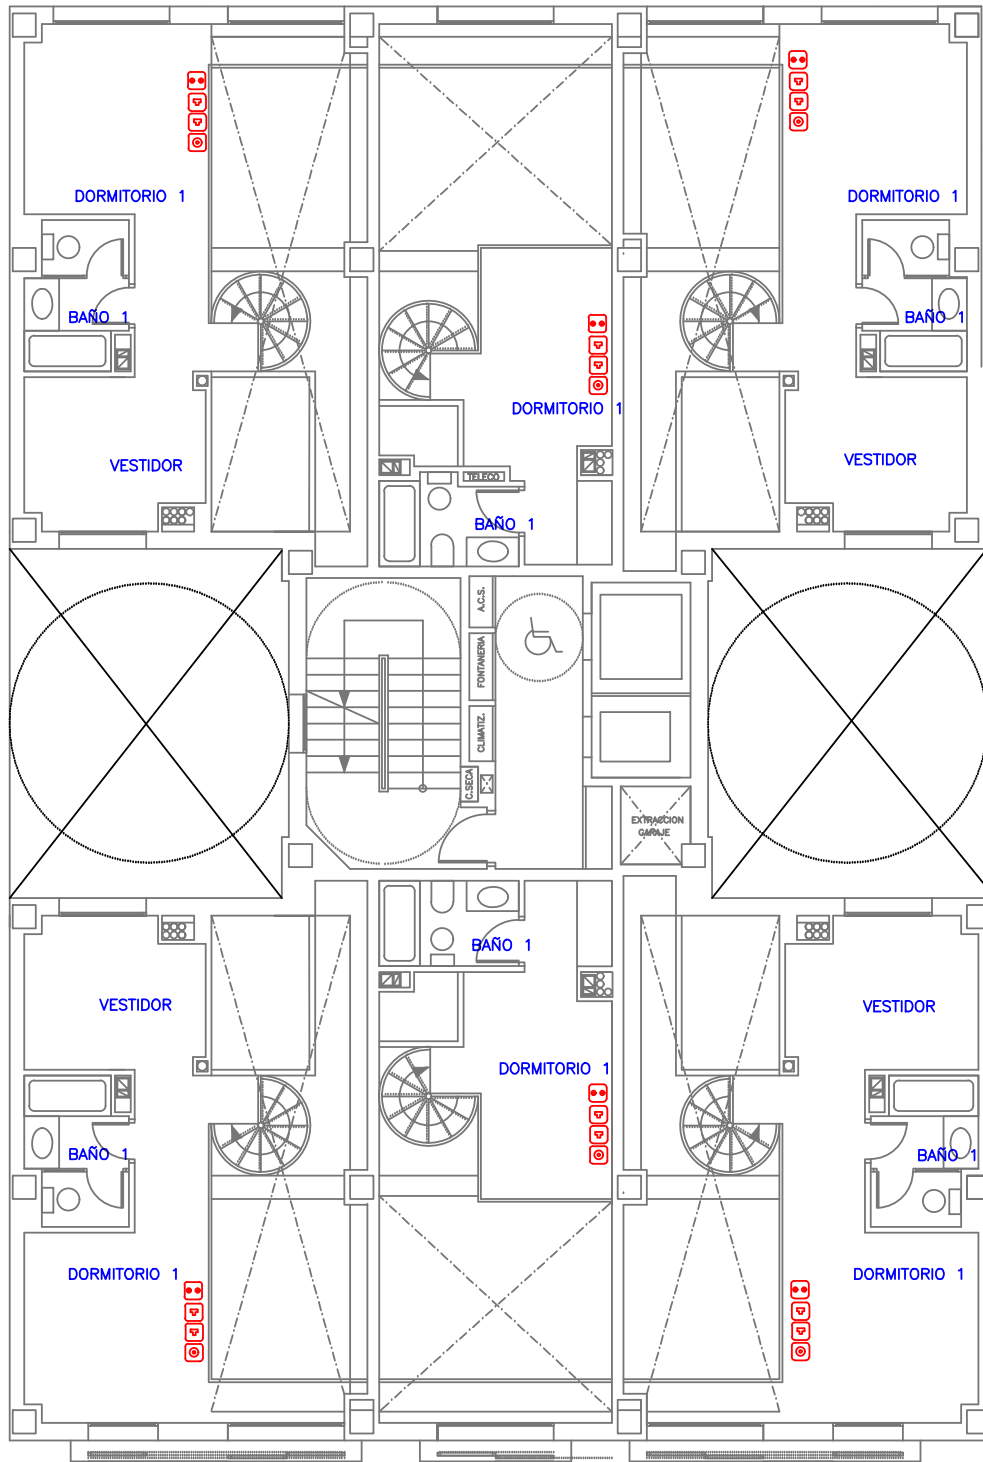 DORMITORIO 1
DORMITORIO 1
BAÑO 1
BAÑO 1
DORMITORIO 1
VESTIDOR
VESTIDOR
TELECO
BAÑO 1
A.C.S.
FONTANERIA
CLIMATIZ.
C.SECA
EXTRACCION
GARAJE
BAÑO 1
VESTIDOR
VESTIDOR
DORMITORIO 1
BAÑO 1
BAÑO 1
DORMITORIO 1
DORMITORIO 1